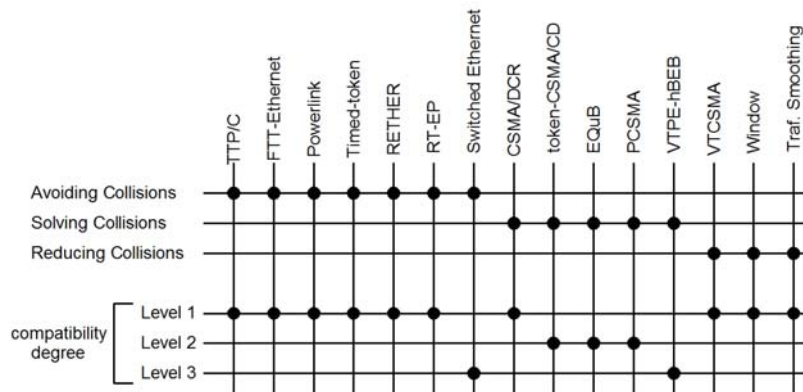 TTP/C
FTT-Ethernet
Powerlink
Timed-token
RETHER
RT-EP
Switched Ethernet
CSMA/DCR
token-CSMA/CD
EQuB
PCSMA
VTPE-hBEB
VTCSMA
Window
Traf. Smoothing
Avoiding Collisions
Solving Collisions
Reducing Collisions
compatibility
degree
Level 1
Level 2
Level 3